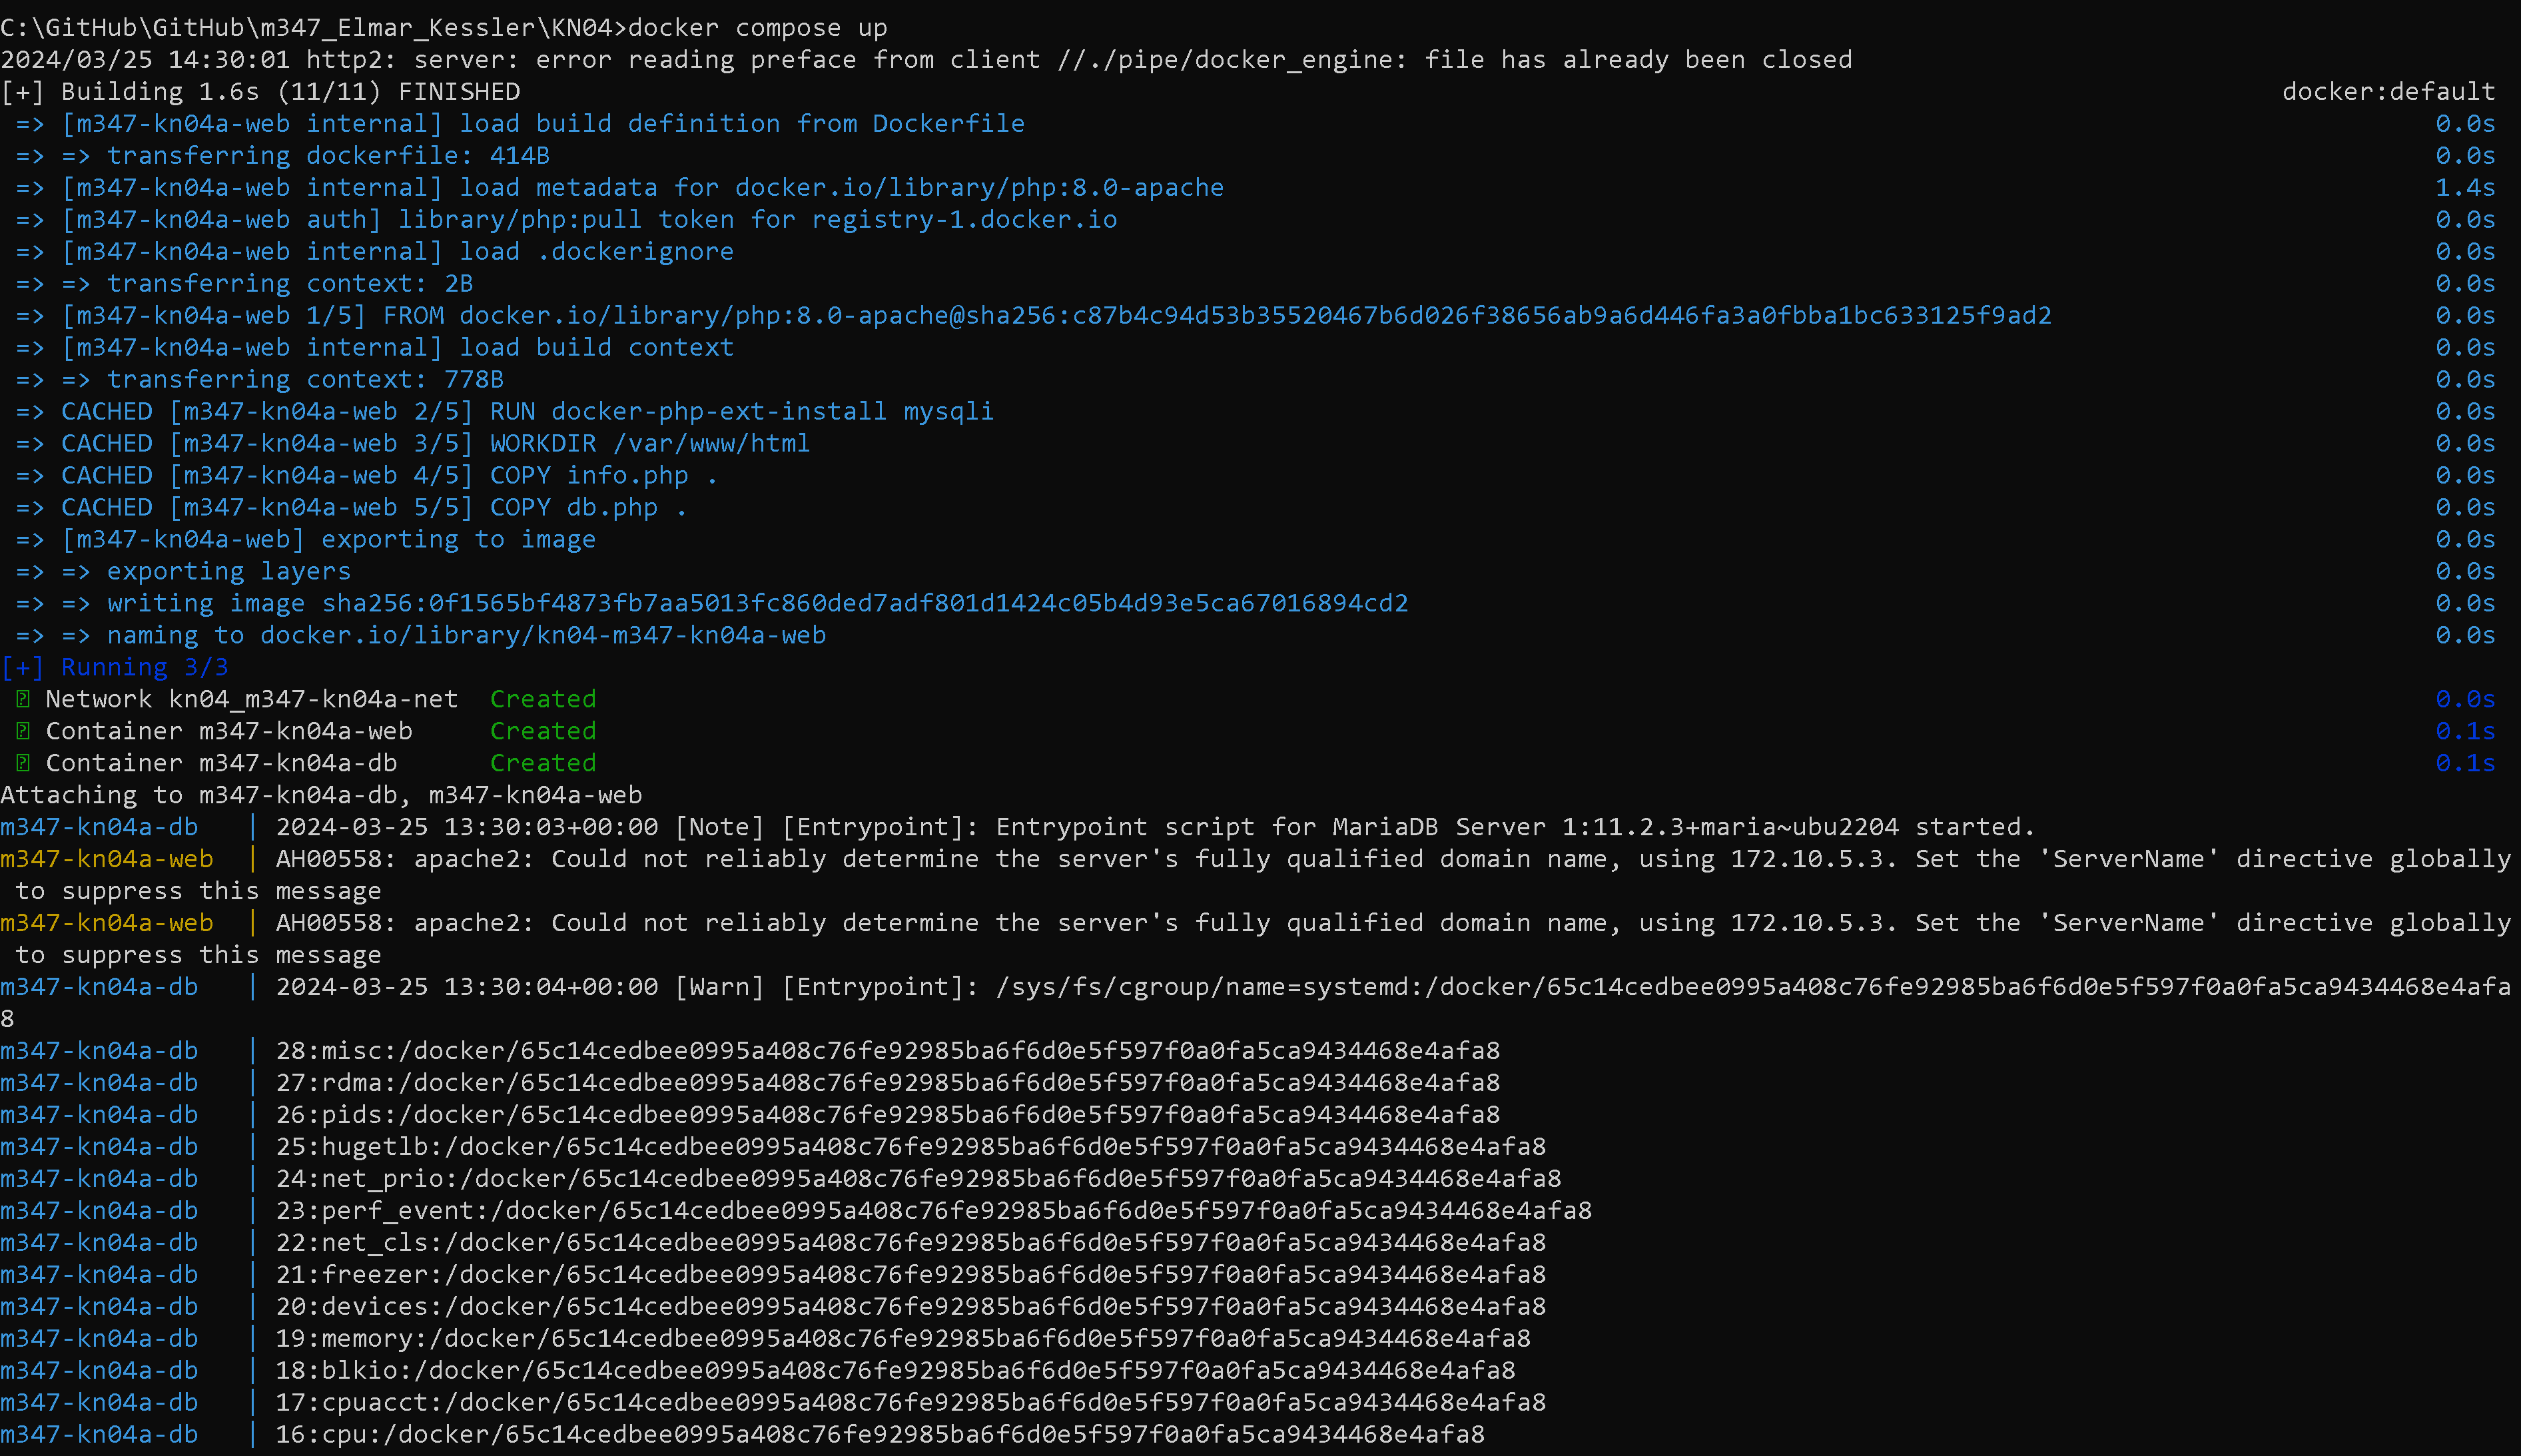 C:\GitHub\GitHub\m347_Elmar_Kessler\KN04>docker compose up
2024/03/25 14:30:01 http2: server: error reading preface from client //./pipe/docker_engine: file has already been closed
[+] Building 1.6s (11/11) FINISHED docker:default
=> [m347-kn04a-web internal] load build definition from Dockerfile 0.0s
=> => transferring dockerfile: 414B 0.0s
=> [m347-kn04a-web internal] load metadata for docker.io/library/php:8.0-apache 1.4s
=> [m347-kn04a-web auth] library/php:pull token for registry-1.docker.io 0.0s
=> [m347-kn04a-web internal] load .dockerignore 0.0s
=> => transferring context: 2B 0.0s
=> [m347-kn04a-web 1/5] FROM docker.io/library/php:8.0-apache@sha256:c87b4c94d53b35520467b6d026f38656ab9a6d446fa3a0fbba1bc633125f9ad2 0.0s
=> [m347-kn04a-web internal] load build context 0.0s
=> => transferring context: 778B 0.0s
=> CACHED [m347-kn04a-web 2/5] RUN docker-php-ext-install mysqli 0.0s
=> CACHED [m347-kn04a-web 3/5] WORKDIR /var/www/html 0.0s
=> CACHED [m347-kn04a-web 4/5] COPY info.php . 0.0s
=> CACHED [m347-kn04a-web 5/5] COPY db.php . 0.0s
=> [m347-kn04a-web] exporting to image 0.0s
=> => exporting layers 0.0s
=> => writing image sha256:0f1565bf4873fb7aa5013fc860ded7adf801d1424c05b4d93e5ca67016894cd2 0.0s
=> => naming to docker.io/library/kn04-m347-kn04a-web 0.0s
[+] Running 3/3
Network kn04_m347-kn04a-net Created 0.0s
Container m347-kn04a-web Created 0.1s
Container m347-kn04a-db Created 0.1s
Attaching to m347-kn04a-db, m347-kn04a-web
m347-kn04a-db | 2024-03-25 13:30:03+00:00 [Note] [Entrypoint]: Entrypoint script for MariaDB Server 1:11.2.3+maria~ubu2204 started.
m347-kn04a-web | AH00558: apache2: Could not reliably determine the server's fully qualified domain name, using 172.10.5.3. Set the 'ServerName' directive globally
to suppress this message
m347-kn04a-web | AH00558: apache2: Could not reliably determine the server's fully qualified domain name, using 172.10.5.3. Set the 'ServerName' directive globally
to suppress this message
m347-kn04a-db | 2024-03-25 13:30:04+00:00 [Warn] [Entrypoint]: /sys/fs/cgroup/name=systemd:/docker/65c14cedbee0995a408c76fe92985ba6f6d0e5f597f0a0fa5ca9434468e4afa
8
m347-kn04a-db | 28:misc:/docker/65c14cedbee0995a408c76fe92985ba6f6d0e5f597f0a0fa5ca9434468e4afa8
m347-kn04a-db | 27:rdma:/docker/65c14cedbee0995a408c76fe92985ba6f6d0e5f597f0a0fa5ca9434468e4afa8
m347-kn04a-db | 26:pids:/docker/65c14cedbee0995a408c76fe92985ba6f6d0e5f597f0a0fa5ca9434468e4afa8
m347-kn04a-db | 25:hugetlb:/docker/65c14cedbee0995a408c76fe92985ba6f6d0e5f597f0a0fa5ca9434468e4afa8
m347-kn04a-db | 24:net_prio:/docker/65c14cedbee0995a408c76fe92985ba6f6d0e5f597f0a0fa5ca9434468e4afa8
m347-kn04a-db | 23:perf_event:/docker/65c14cedbee0995a408c76fe92985ba6f6d0e5f597f0a0fa5ca9434468e4afa8
m347-kn04a-db | 22:net_cls:/docker/65c14cedbee0995a408c76fe92985ba6f6d0e5f597f0a0fa5ca9434468e4afa8
m347-kn04a-db | 21:freezer:/docker/65c14cedbee0995a408c76fe92985ba6f6d0e5f597f0a0fa5ca9434468e4afa8
m347-kn04a-db | 20:devices:/docker/65c14cedbee0995a408c76fe92985ba6f6d0e5f597f0a0fa5ca9434468e4afa8
m347-kn04a-db | 19:memory:/docker/65c14cedbee0995a408c76fe92985ba6f6d0e5f597f0a0fa5ca9434468e4afa8
m347-kn04a-db | 18:blkio:/docker/65c14cedbee0995a408c76fe92985ba6f6d0e5f597f0a0fa5ca9434468e4afa8
m347-kn04a-db | 17:cpuacct:/docker/65c14cedbee0995a408c76fe92985ba6f6d0e5f597f0a0fa5ca9434468e4afa8
m347-kn04a-db | 16:cpu:/docker/65c14cedbee0995a408c76fe92985ba6f6d0e5f597f0a0fa5ca9434468e4afa8